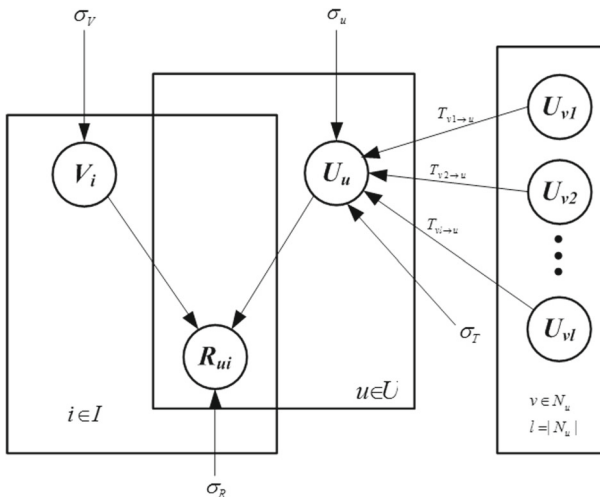 σ_V
σ_u
U_{v1}
T_{v1→u}
V_i
U_u
T_{v2→u}
U_{v2}
T_{vi→u}
σ_T
U_{vl}
R_{ui}
i∈I
u∈U
v∈N_u
l=|N_u|
σ_R